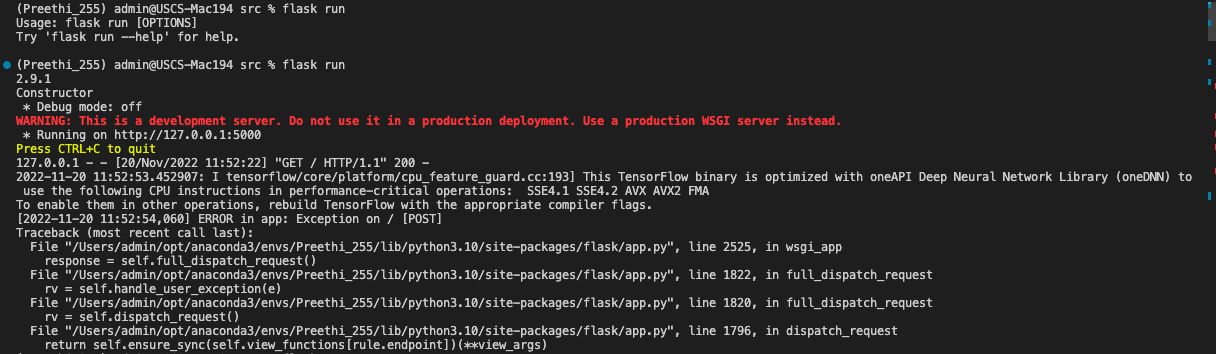 (Preethi_255) admin@USCS-Mac194 src % flask run
Usage: flask run [OPTIONS]
Try 'flask run --help' for help.
(Preethi_255) admin@USCS-Mac194 src % flask run
2.9.1
Constructor
 * Debug mode: off
WARNING: This is a development server. Do not use it in a production deployment. Use a production WSGI server instead.
 * Running on http://127.0.0.1:5000
Press CTRL+C to quit
127.0.0.1 - - [20/Nov/2022 11:52:22] "GET / HTTP/1.1" 200 -
2022-11-20 11:52:53.452907: I tensorflow/core/platform/cpu_feature_guard.cc:193] This TensorFlow binary is optimized with oneAPI Deep Neural Network Library (oneDNN) to
 use the following CPU instructions in performance-critical operations:  SSE4.1 SSE4.2 AVX AVX2 FMA
To enable them in other operations, rebuild TensorFlow with the appropriate compiler flags.
[2022-11-20 11:52:54,060] ERROR in app: Exception on / [POST]
Traceback (most recent call last):
  File "/Users/admin/opt/anaconda3/envs/Preethi_255/lib/python3.10/site-packages/flask/app.py", line 2525, in wsgi_app
    response = self.full_dispatch_request()
  File "/Users/admin/opt/anaconda3/envs/Preethi_255/lib/python3.10/site-packages/flask/app.py", line 1822, in full_dispatch_request
    rv = self.handle_user_exception(e)
  File "/Users/admin/opt/anaconda3/envs/Preethi_255/lib/python3.10/site-packages/flask/app.py", line 1820, in full_dispatch_request
    rv = self.dispatch_request()
  File "/Users/admin/opt/anaconda3/envs/Preethi_255/lib/python3.10/site-packages/flask/app.py", line 1796, in dispatch_request
    return self.ensure_sync(self.view_functions[rule.endpoint])(**view_args)